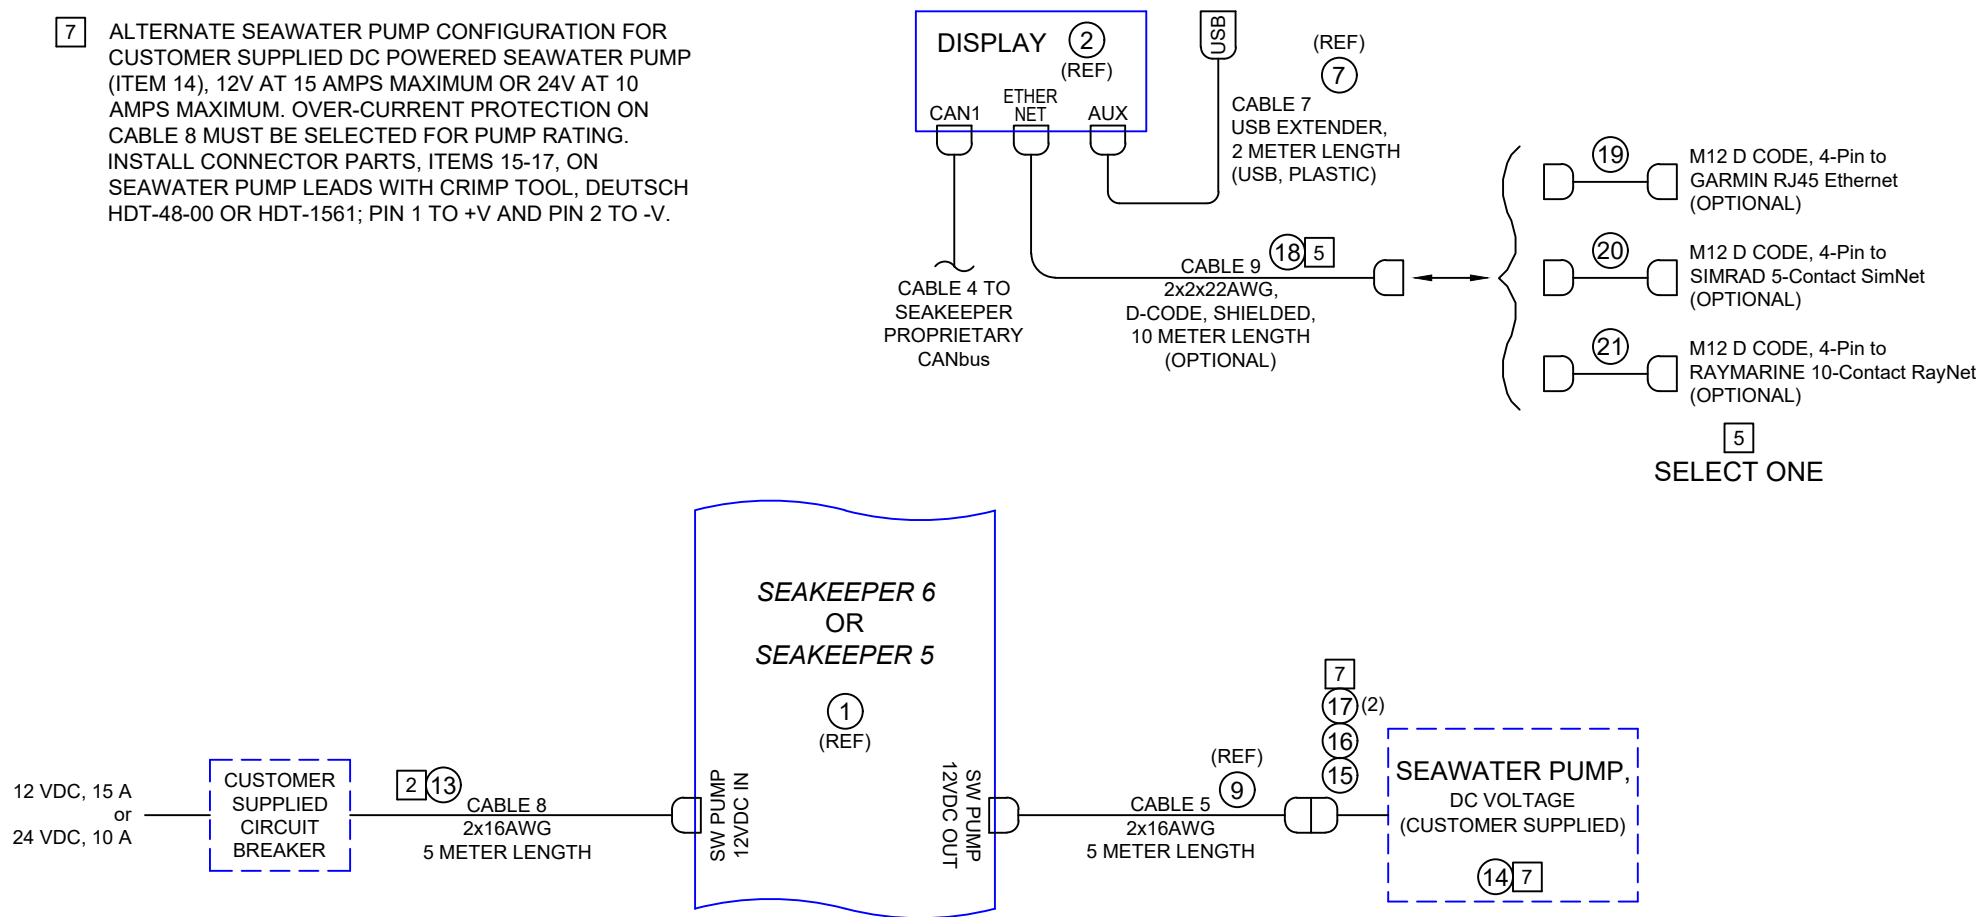 7
ALTERNATE SEAWATER PUMP CONFIGURATION FOR
CUSTOMER SUPPLIED DC POWERED SEAWATER PUMP
(ITEM 14), 12V AT 15 AMPS MAXIMUM OR 24V AT 10
AMPS MAXIMUM. OVER-CURRENT PROTECTION ON
CABLE 8 MUST BE SELECTED FOR PUMP RATING.
INSTALL CONNECTOR PARTS, ITEMS 15-17, ON
SEAWATER PUMP LEADS WITH CRIMP TOOL, DEUTSCH
HDT-48-00 OR HDT-1561; PIN 1 TO +V AND PIN 2 TO -V.
DISPLAY
2
(REF)
CAN1
ETHER
NET
AUX
USB
(REF)
7
CABLE 7
USB EXTENDER,
2 METER LENGTH
(USB, PLASTIC)
CABLE 4 TO
SEAKEEPER
PROPRIETARY
CANbus
18
5
CABLE 9
2x2x22AWG,
D-CODE, SHIELDED,
10 METER LENGTH
(OPTIONAL)
19
M12 D CODE, 4-Pin to
GARMIN RJ45 Ethernet
(OPTIONAL)
20
M12 D CODE, 4-Pin to
SIMRAD 5-Contact SimNet
(OPTIONAL)
21
M12 D CODE, 4-Pin to
RAYMARINE 10-Contact RayNet
(OPTIONAL)
5
SELECT ONE
SEAKEEPER 6
OR
SEAKEEPER 5
1
(REF)
12 VDC, 15 A
or
24 VDC, 10 A
CUSTOMER
SUPPLIED
CIRCUIT
BREAKER
2
13
CABLE 8
2x16AWG
5 METER LENGTH
SW PUMP
12VDC IN
SW PUMP
12VDC OUT
(REF)
9
CABLE 5
2x16AWG
5 METER LENGTH
7
17 (2)
16
15
SEAWATER PUMP,
DC VOLTAGE
(CUSTOMER SUPPLIED)
14
7